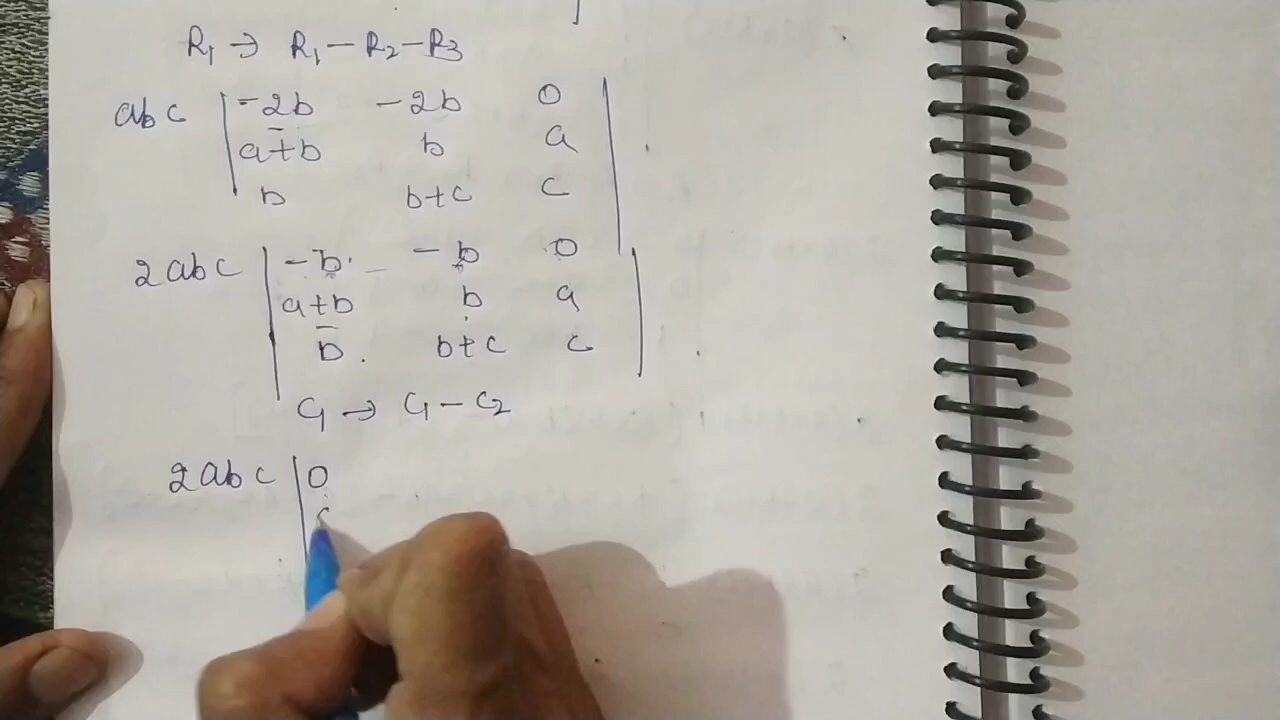 R₁ → R₁ - R₂ - R₃
abc | -2b -2b 0 |
| a+b b a |
| b b+c c |
2abc | -b -b 0 |
| a+b b a |
| b b+c c |
C₁ → C₁ - C₂
2abc | 0